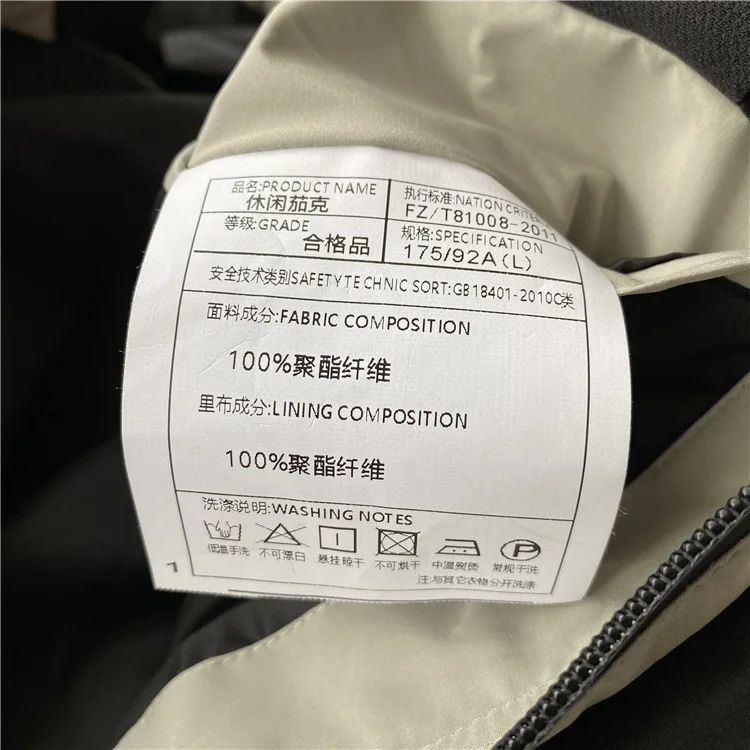 品名:PRODUCT NAME
休闲茄克
执行标准:NATION CRITER
FZ/T81008-2011
等级:GRADE
合格品
规格:SPECIFICATION
175/92A(L)
安全技术类别SAFETYTE CHNIC SORT:GB18401-2010C类
面料成分:FABRIC COMPOSITION
100%聚酯纤维
里布成分:LINING COMPOSITION
100%聚酯纤维
洗涤说明:WASHING NOTES
P
低温手洗 不可漂白 悬挂晾干 不可烘干 中温熨烫 常规干洗
注:与其它衣物分开洗涤
1